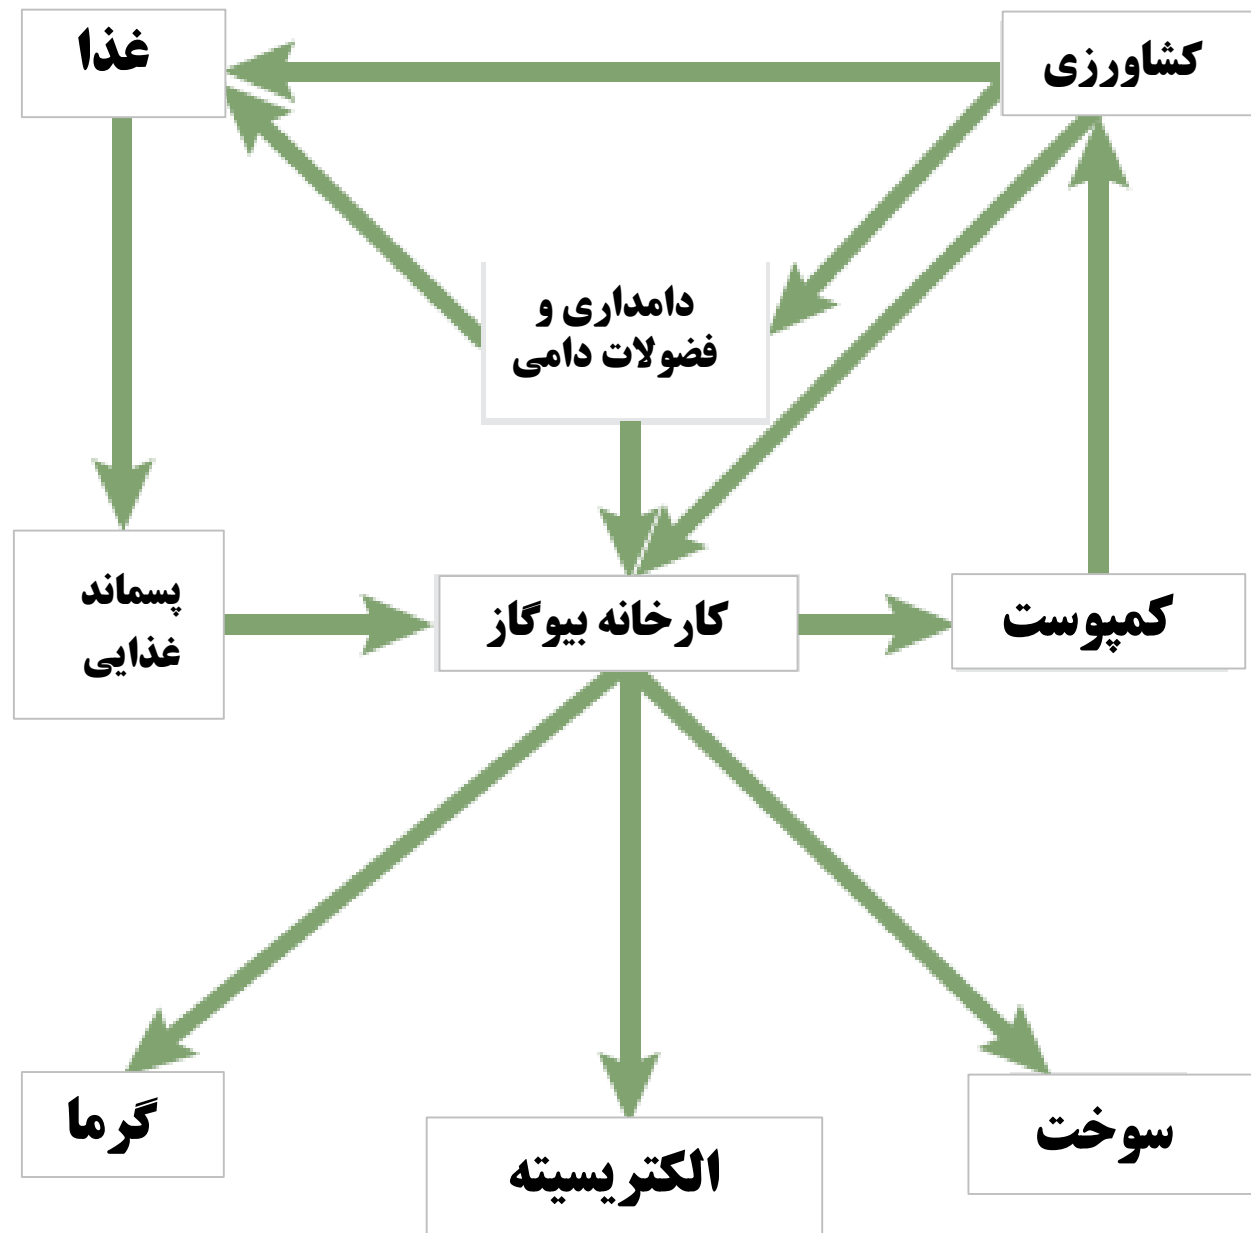 کشاورزی
غذا
دامداری و
فضولات دامی
پسماند
غذایی
کارخانه بیوگاز
کمپوست
گرما
الکتریسیته
سوخت